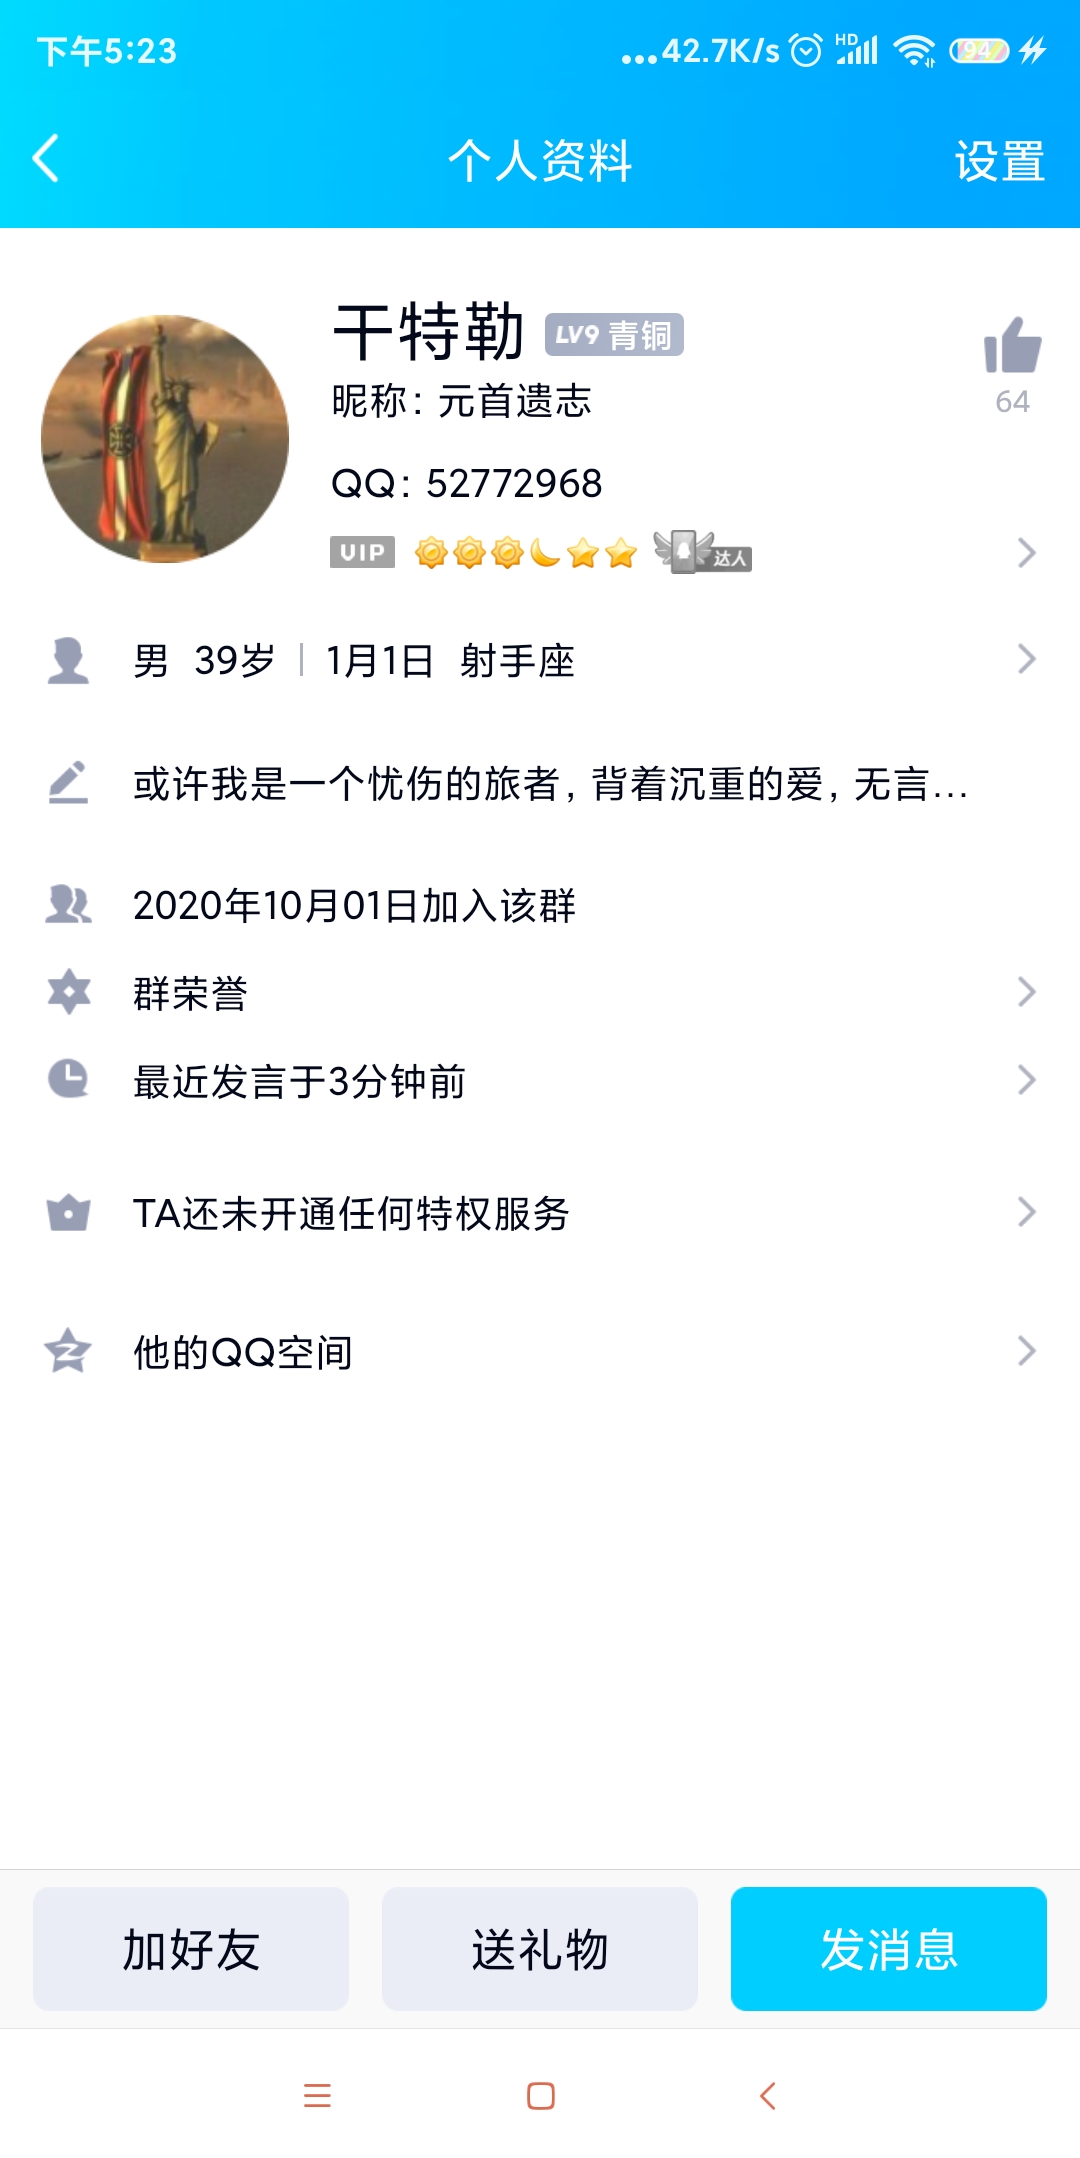 下午5:23
...42.7K/s HD 94
个人资料
设置
干特勒 LV9 青铜
昵称: 元首遗志
64
QQ: 52772968
VIP 达人
男 39岁 | 1月1日 射手座
或许我是一个忧伤的旅者, 背着沉重的爱, 无言...
2020年10月01日加入该群
群荣誉
最近发言于3分钟前
TA还未开通任何特权服务
他的QQ空间
加好友
送礼物
发消息